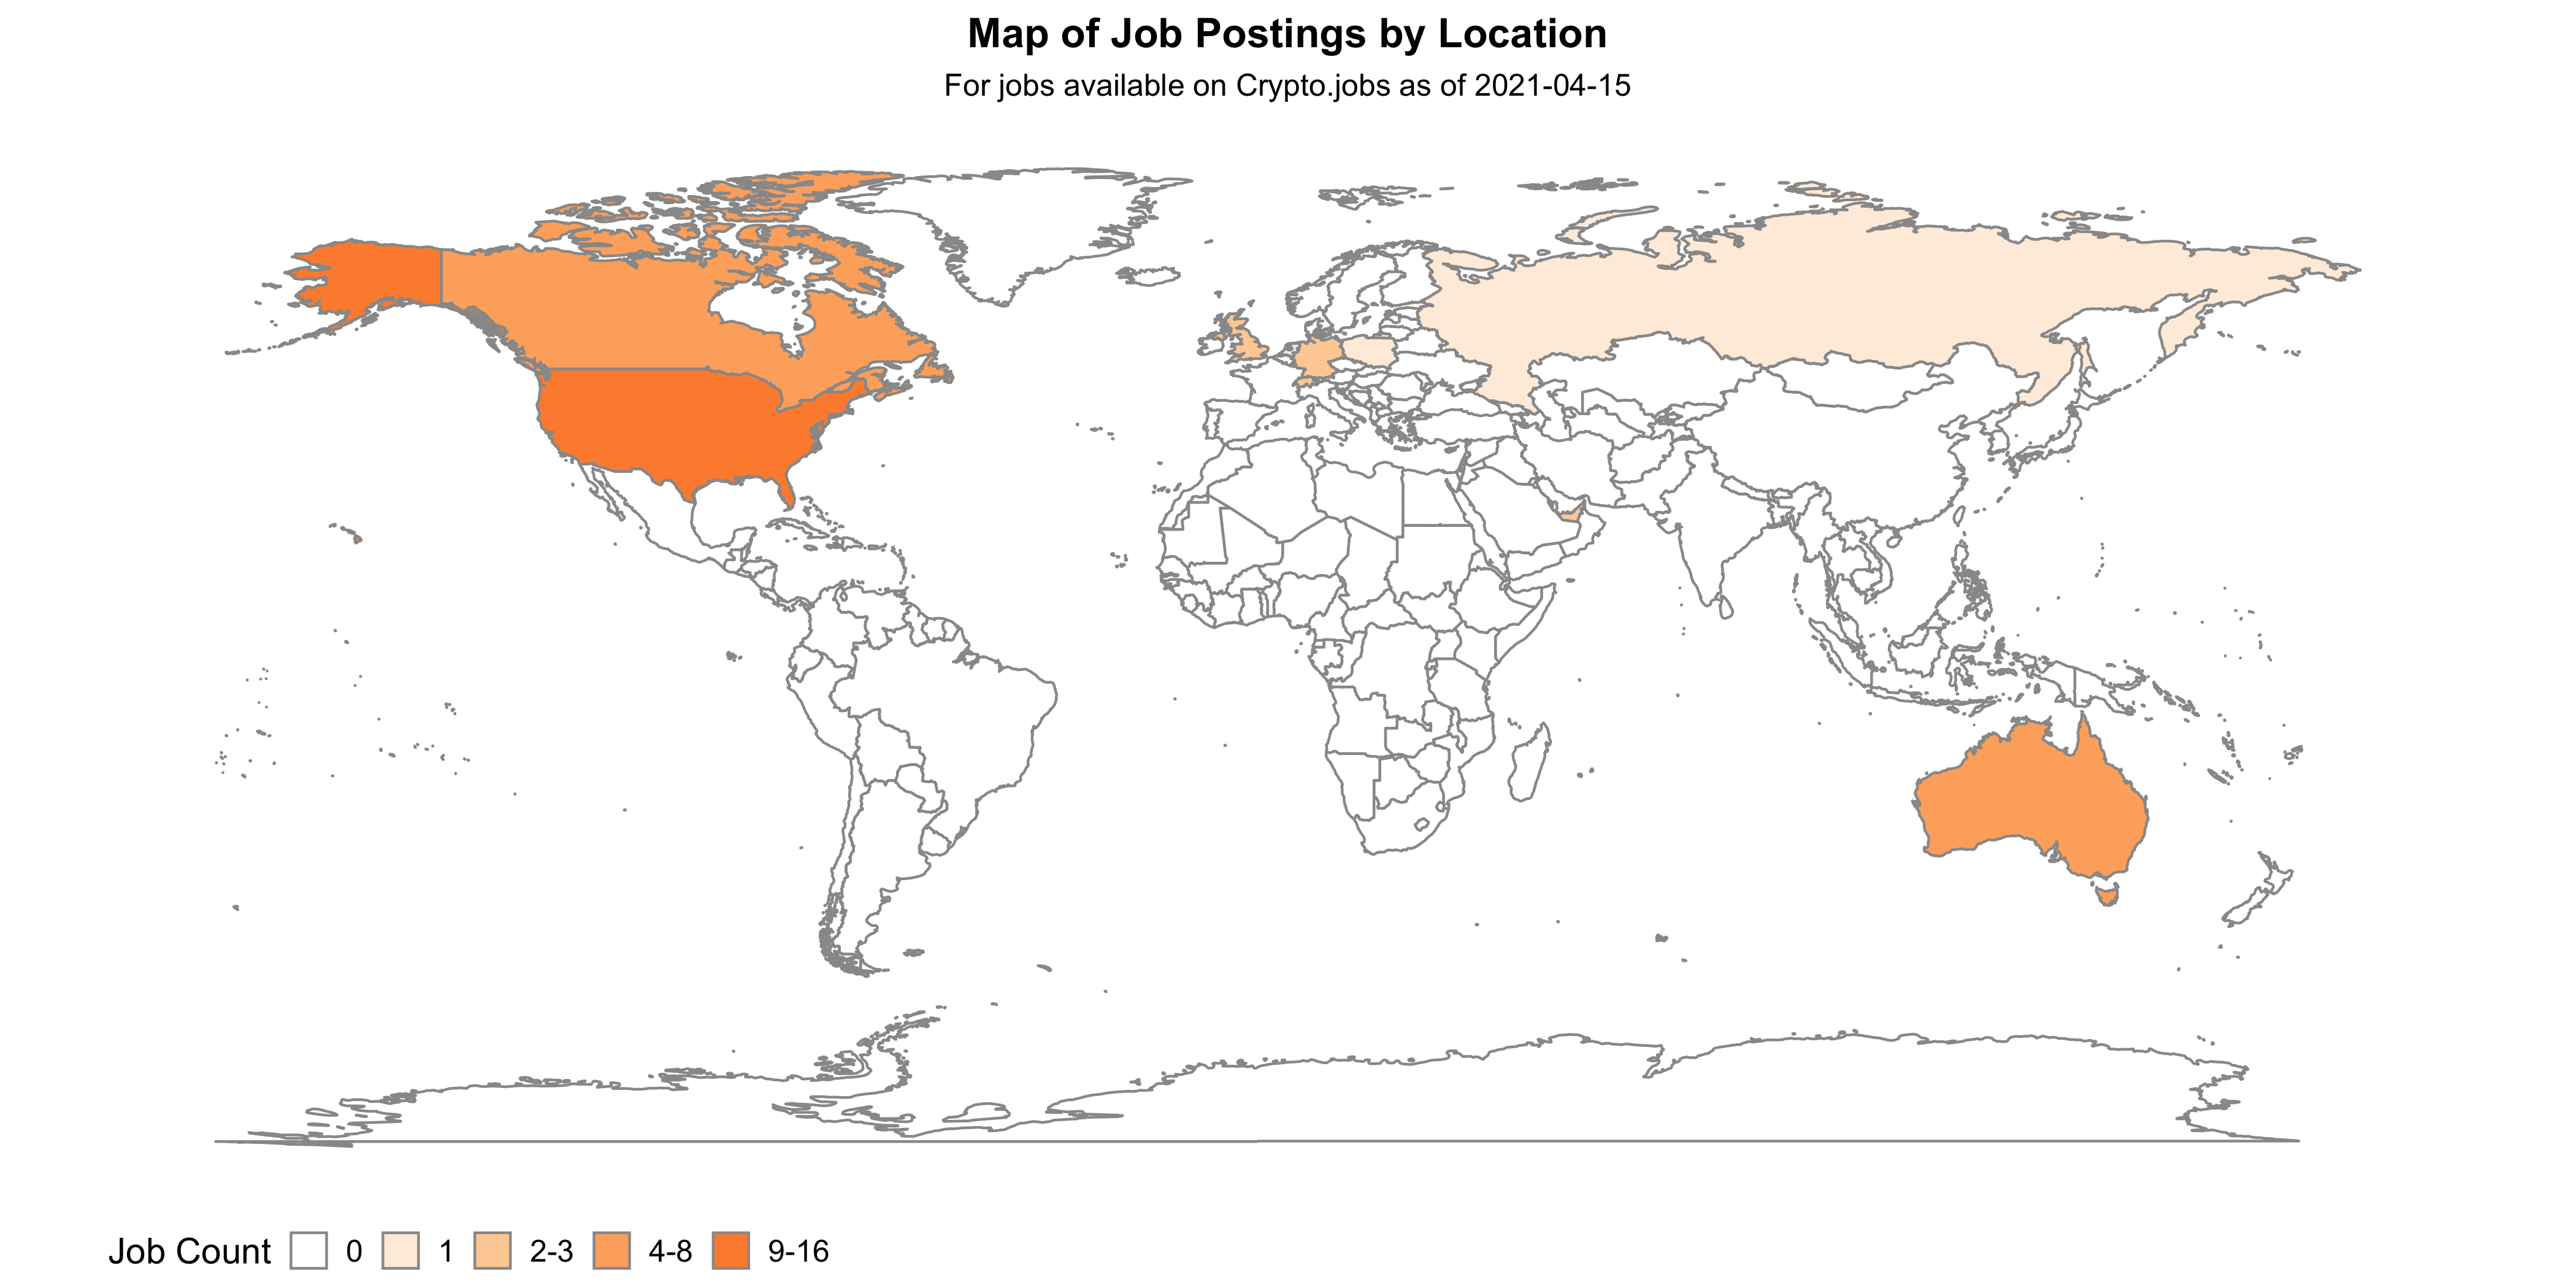 Map of Job Postings by Location
For jobs available on Crypto.jobs as of 2021-04-15
Job Count 0 1 2-3 4-8 9-16